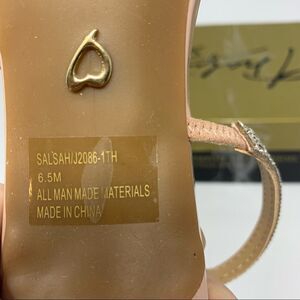 SALSAH/J2086-1TH
6.5M
ALL MAN MADE MATERIALS
MADE IN CHINA